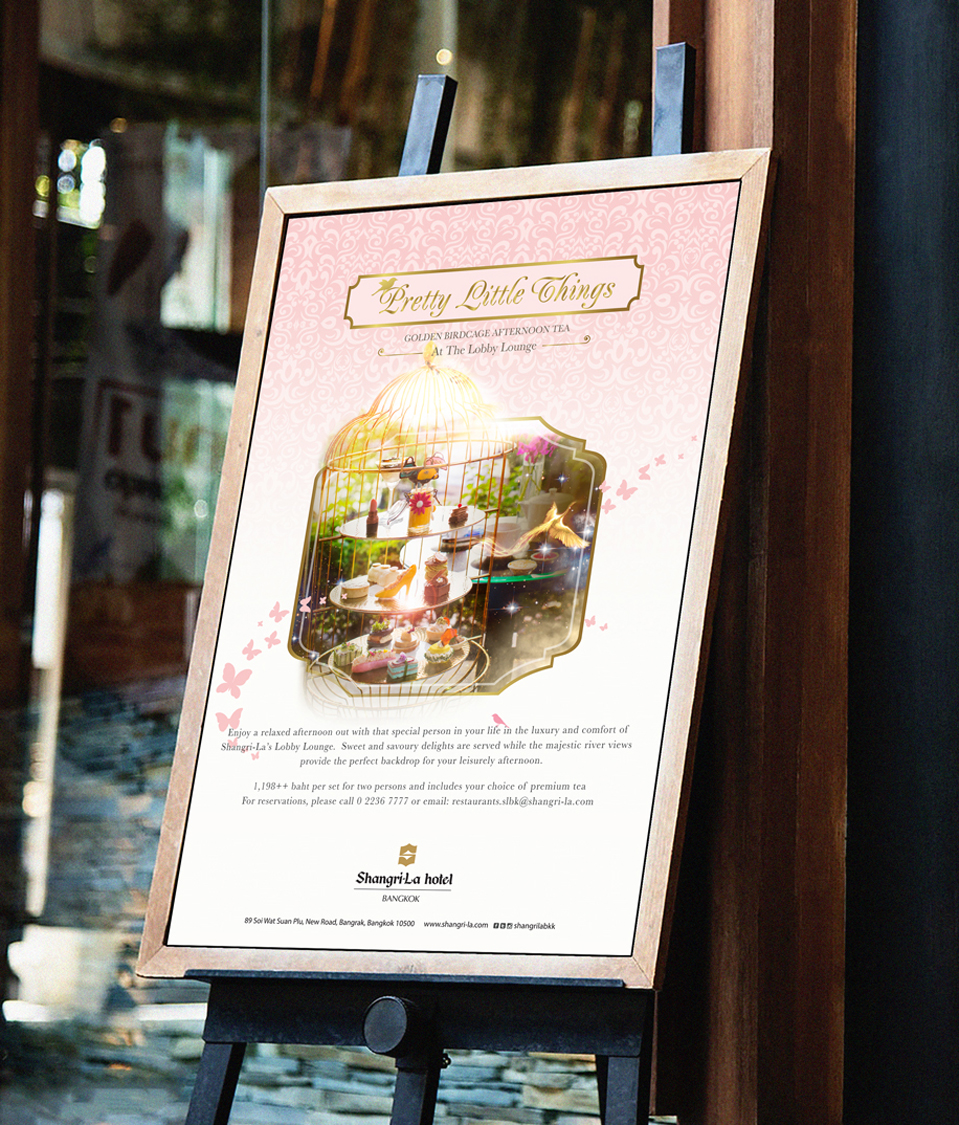 Pretty Little Things
GOLDEN BIRDCAGE AFTERNOON TEA
At The Lobby Lounge
Enjoy a relaxed afternoon out with that special person in your life in the luxury and comfort of
Shangri-La's Lobby Lounge. Sweet and savoury delights are served while the majestic river views
provide the perfect backdrop for your leisurely afternoon.
1,198++ baht per set for two persons and includes your choice of premium tea
For reservations, please call 0 2236 7777 or email: restaurants.slbk@shangri-la.com
Shangri-La hotel
BANGKOK
89 Soi Wat Suan Plu, New Road, Bangrak, Bangkok 10500 www.shangri-la.com shangrilabkk